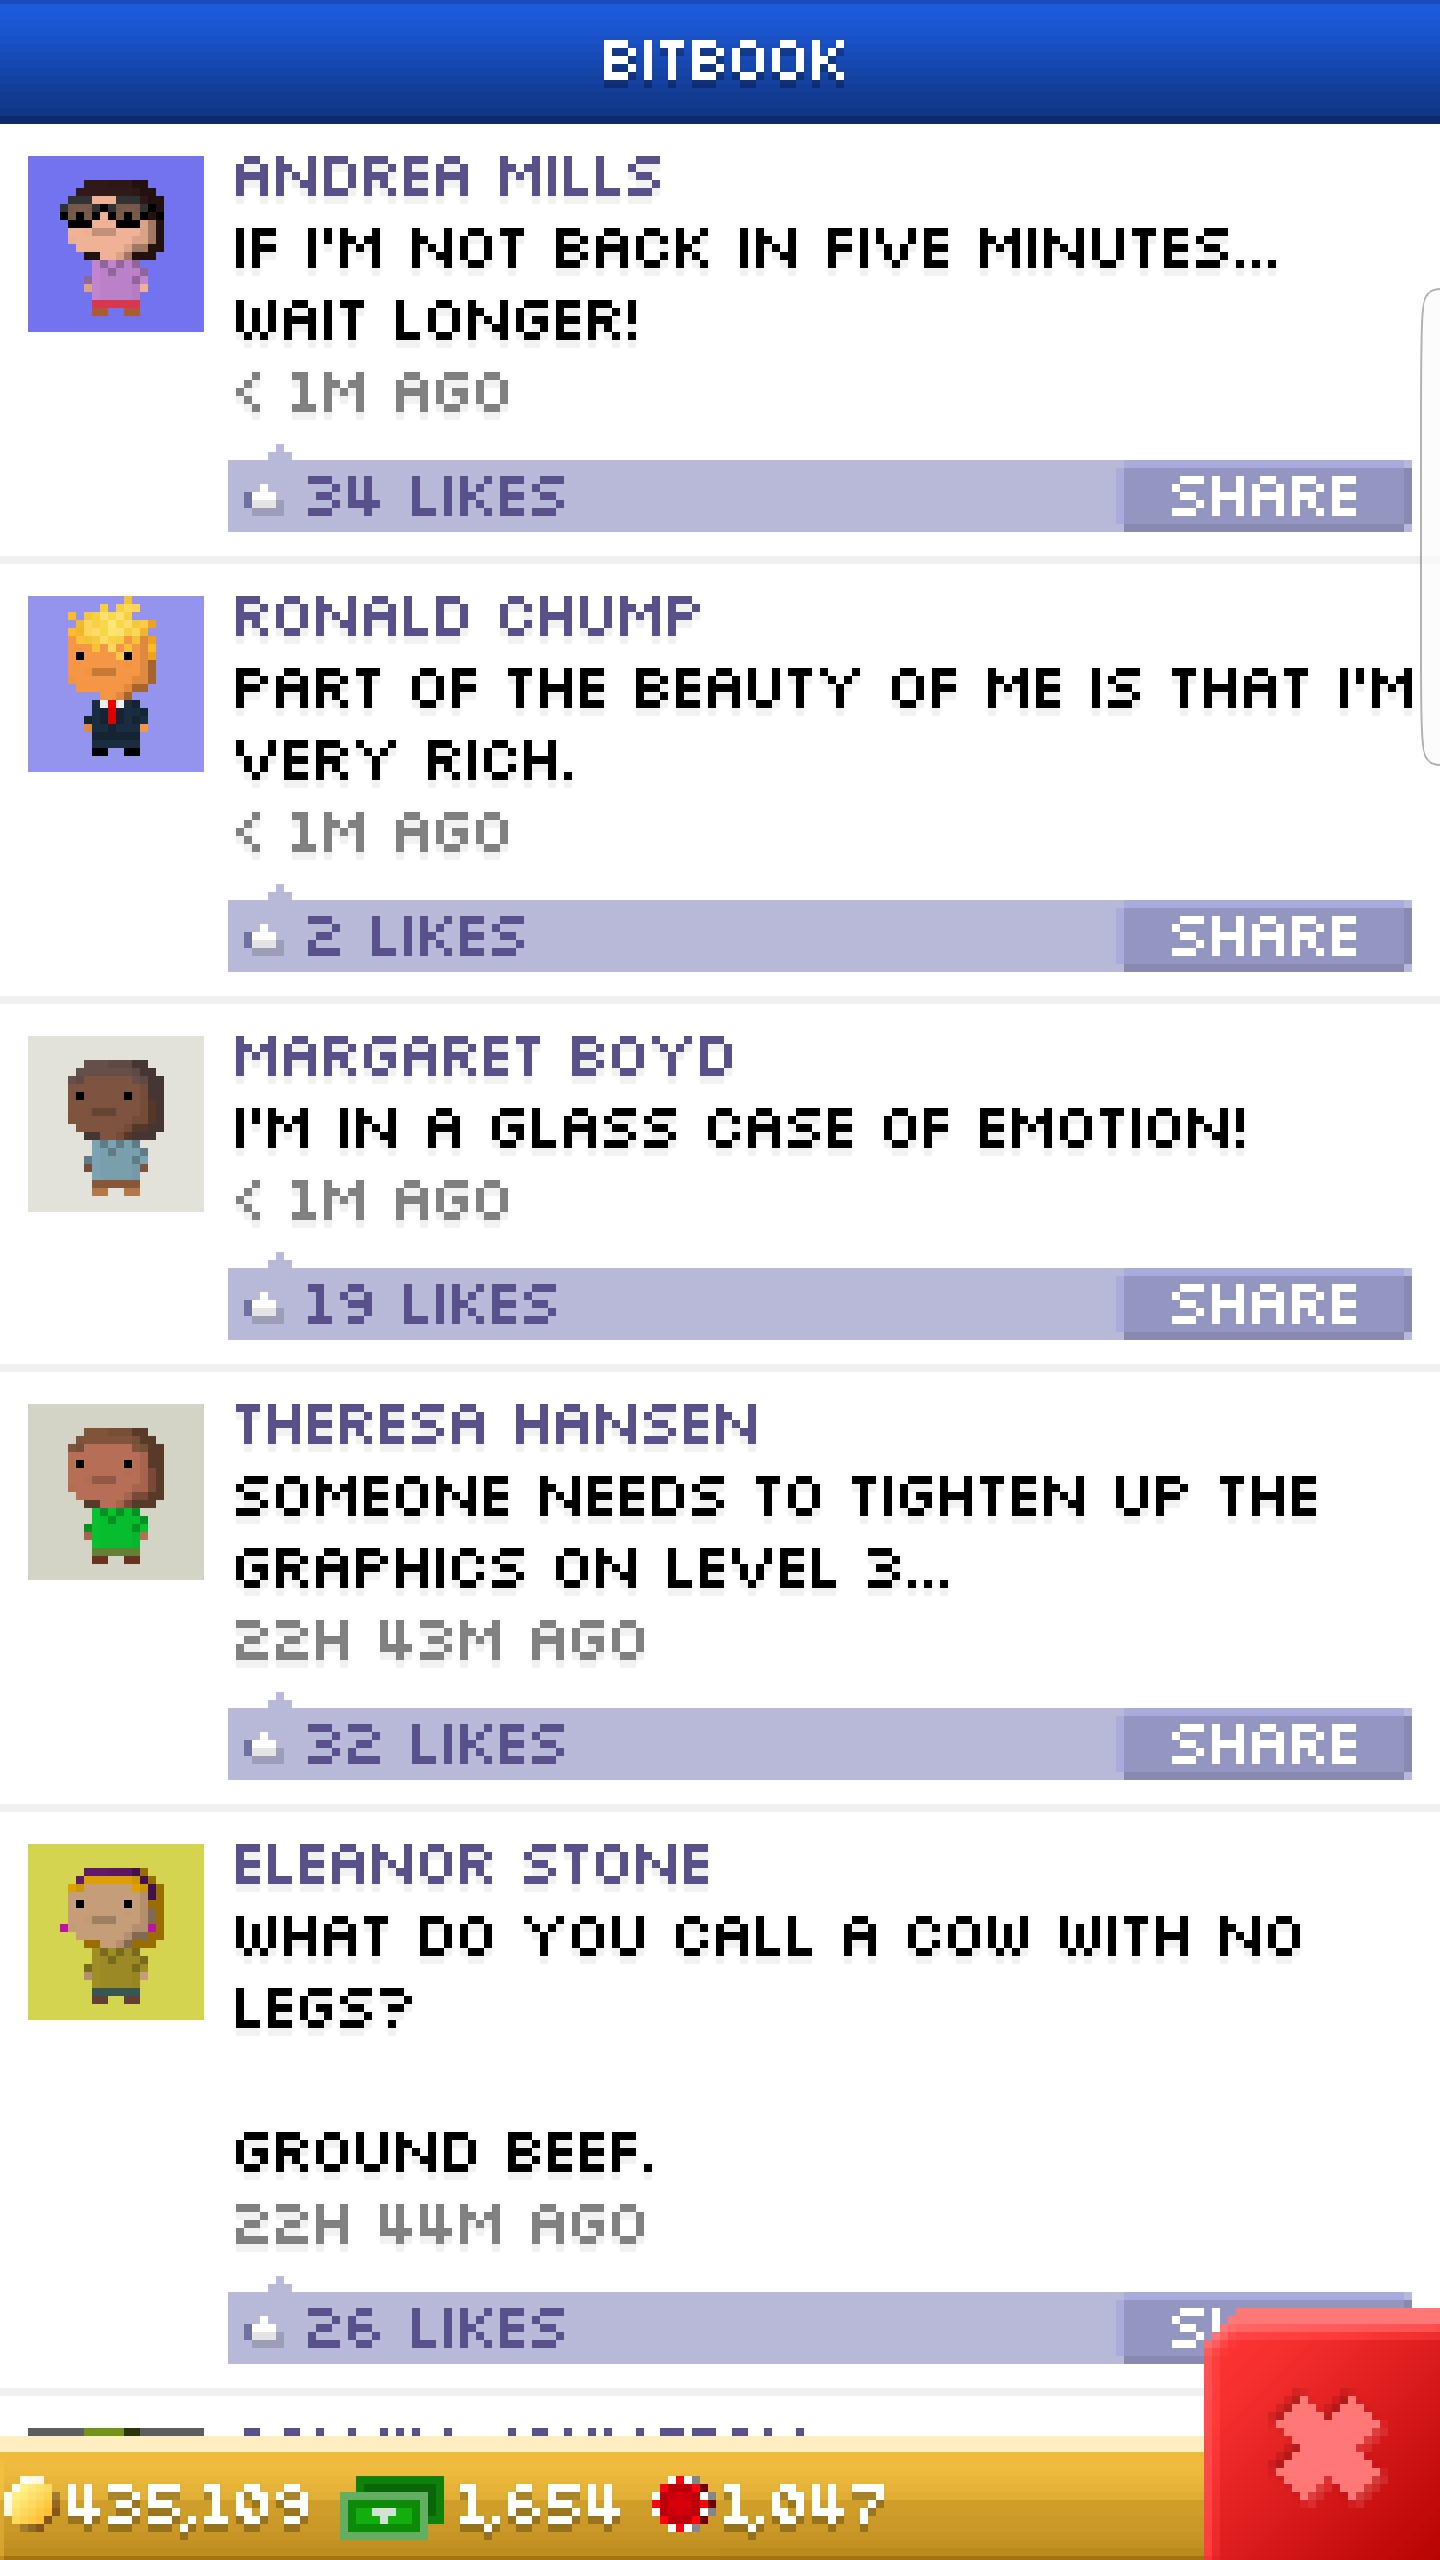 BITBOOK
ANDREA MILLS
IF I'M NOT BACK IN FIVE MINUTES...
WAIT LONGER!
< 1M AGO
34 LIKES
SHARE
RONALD CHUMP
PART OF THE BEAUTY OF ME IS THAT I'M
VERY RICH.
< 1M AGO
2 LIKES
SHARE
MARGARET BOYD
I'M IN A GLASS CASE OF EMOTION!
< 1M AGO
19 LIKES
SHARE
THERESA HANSEN
SOMEONE NEEDS TO TIGHTEN UP THE
GRAPHICS ON LEVEL 3...
22H 43M AGO
32 LIKES
SHARE
ELEANOR STONE
WHAT DO YOU CALL A COW WITH NO
LEGS?
GROUND BEEF.
22H 44M AGO
26 LIKES
435,109 1,654 1,047